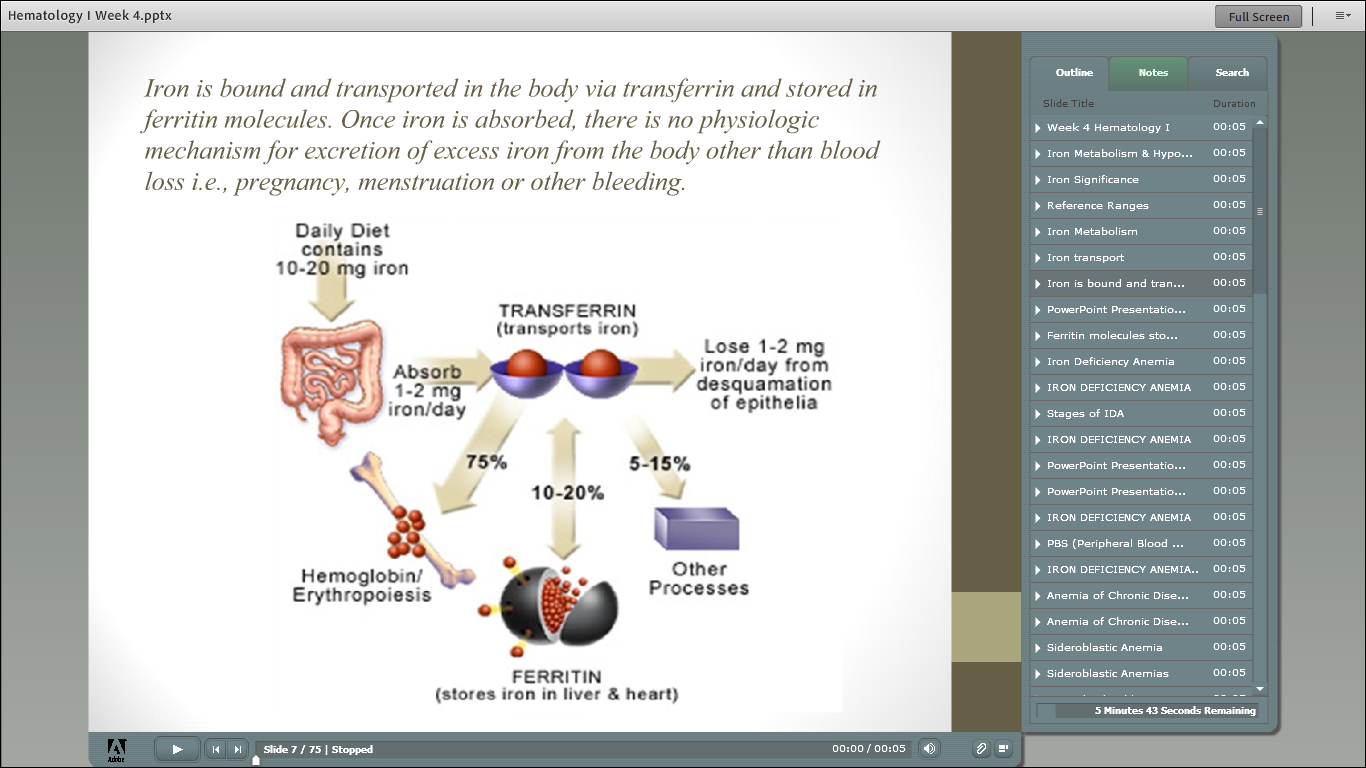 Hematology I Week 4.pptx
Full Screen
Iron is bound and transported in the body via transferrin and stored in
ferritin molecules. Once iron is absorbed, there is no physiologic
mechanism for excretion of excess iron from the body other than blood
loss i.e., pregnancy, menstruation or other bleeding.
Daily Diet
contains
10-20 mg iron
TRANSFERRIN
(transports iron)
Absorb
1-2 mg
iron/day
Lose 1-2 mg
iron/day from
desquamation
of epithelia
75%
10-20%
5-15%
Hemoglobin/
Erythropoiesis
Other
Processes
FERRITIN
(stores iron in liver & heart)
Outline Notes Search
Slide Title Duration
Week 4 Hematology I 00:05
Iron Metabolism & Hypo... 00:05
Iron Significance 00:05
Reference Ranges 00:05
Iron Metabolism 00:05
Iron transport 00:05
Iron is bound and tran... 00:05
PowerPoint Presentatio... 00:05
Ferritin molecules sto... 00:05
Iron Deficiency Anemia 00:05
IRON DEFICIENCY ANEMIA 00:05
Stages of IDA 00:05
IRON DEFICIENCY ANEMIA 00:05
PowerPoint Presentatio... 00:05
PowerPoint Presentatio... 00:05
IRON DEFICIENCY ANEMIA 00:05
PBS (Peripheral Blood ... 00:05
IRON DEFICIENCY ANEMIA.. 00:05
Anemia of Chronic Dise... 00:05
Anemia of Chronic Dise... 00:05
Sideroblastic Anemia 00:05
Sideroblastic Anemias 00:05
5 Minutes 43 Seconds Remaining
Adobe
Slide 7 / 75 | Stopped
00:00 / 00:05